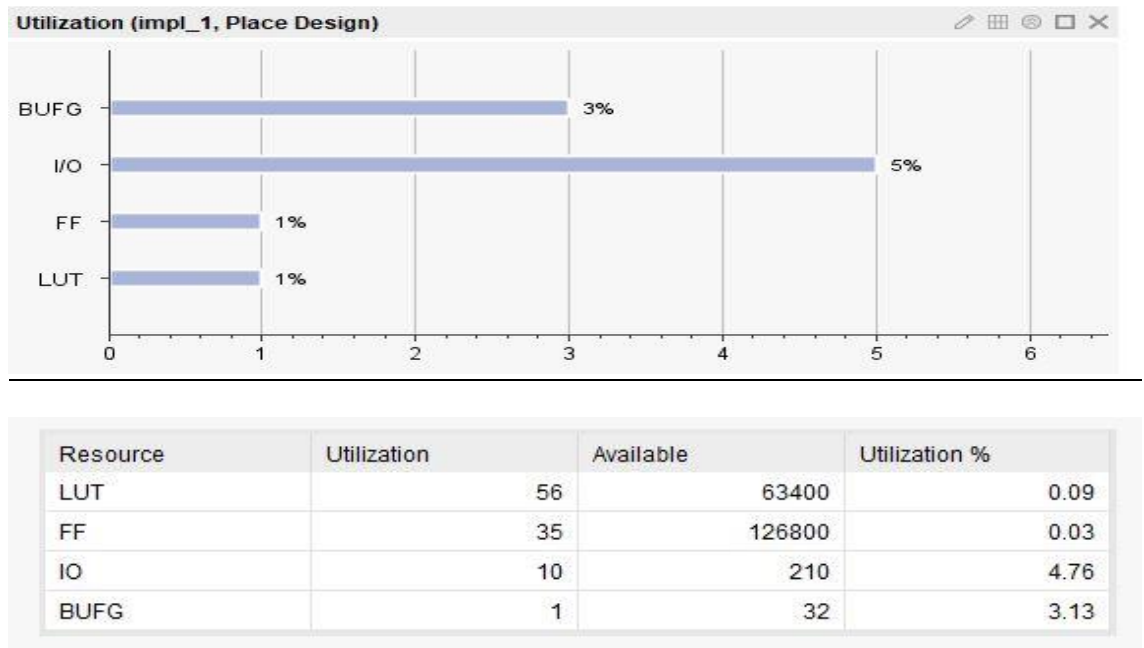 Utilization (impl_1, Place Design)
BUFG 3%
I/O 5%
FF 1%
LUT 1%
0 1 2 3 4 5 6
Resource Utilization Available Utilization %
LUT 56 63400 0.09
FF 35 126800 0.03
IO 10 210 4.76
BUFG 1 32 3.13